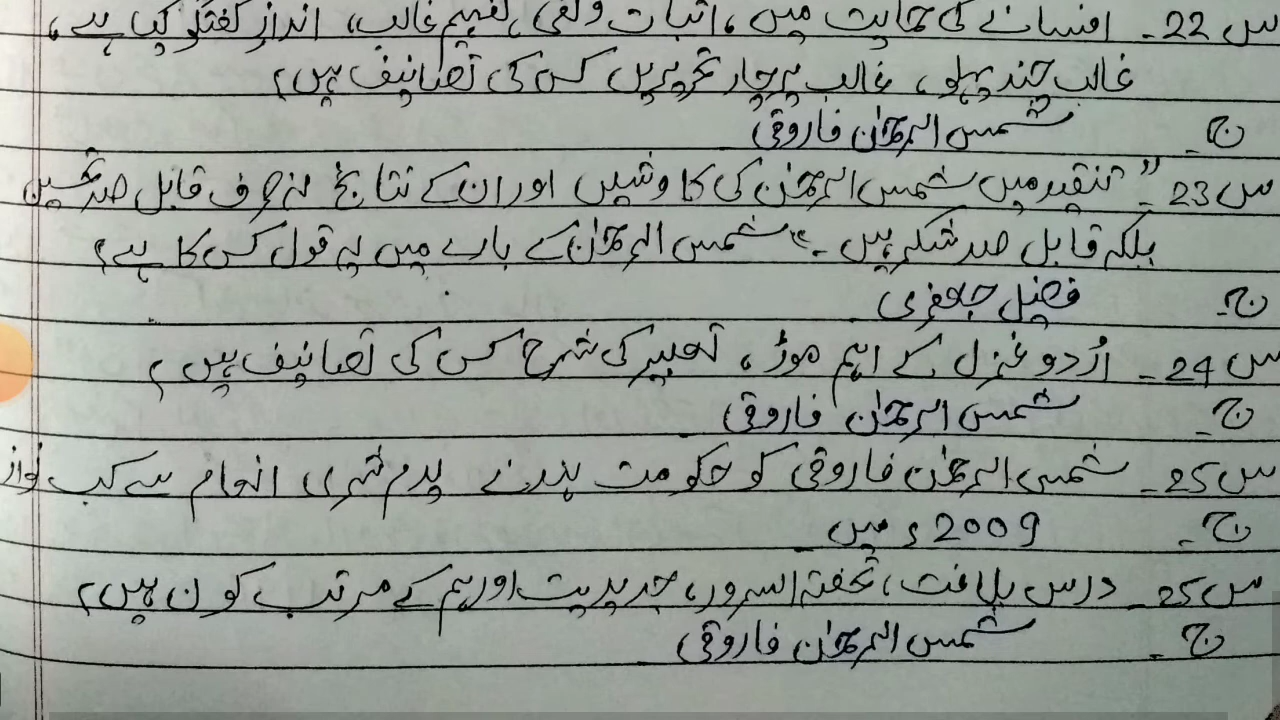 س 22۔ افسانے کی حمایت میں، اثبات ونفی، تفہیم غالب، اندازِ گفتگو کیا ہے،
غالب چند پہلو، غالب پر چار تحریریں کس کی تصانیف ہیں؟
ج۔ شمس الرحمٰن فاروقی
س 23۔ "تنقید میں شمس الرحمٰن کی کاوشیں اور ان کے نتایج نہ صرف قابل صد تحسین
بلکہ قابل صد شکر ہیں۔" شمس الرحمٰن کے بارے میں یہ قول کس کا ہے؟
ج۔ فضیل جعفری
س 24۔ اُردو غزل کے اہم موڑ، تعبیر کی شرح کس کی تصانیف ہیں؟
ج۔ شمس الرحمٰن فاروقی
س 25۔ شمس الرحمٰن فاروقی کو حکومت ہند نے پدم شری انعام سے کب نواز
ج۔ 2009ء میں
س 25۔ درس بلاغت، تحفتہ السرور، جدیدیت اور ہم کے مرتب کون ہیں؟
ج۔ شمس الرحمٰن فاروقی